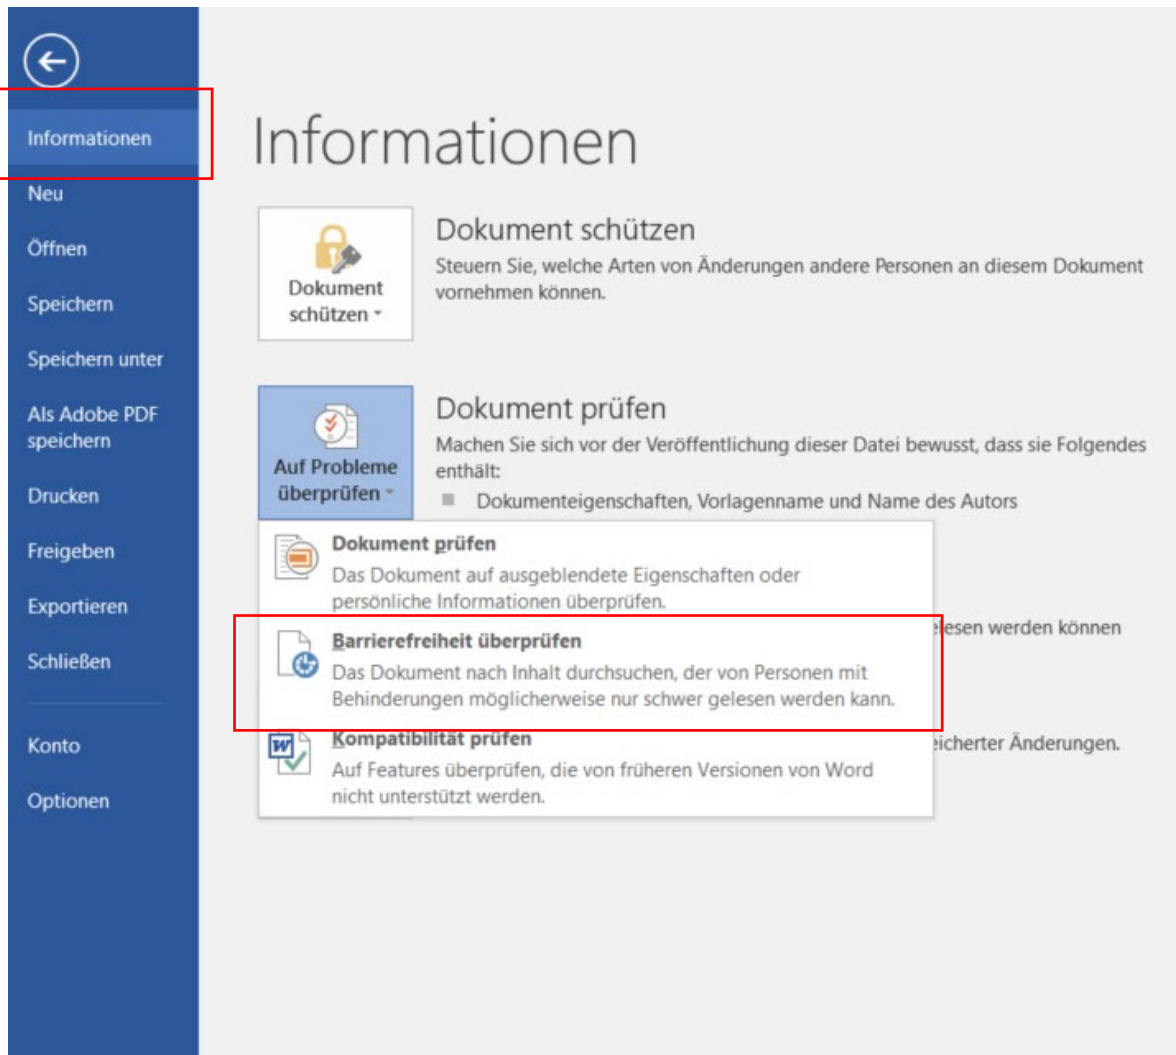 Informationen
Neu
Öffnen
Speichern
Speichern unter
Als Adobe PDF
speichern
Drucken
Freigeben
Exportieren
Schließen
Konto
Optionen
Informationen
Dokument
schützen
Dokument schützen
Steuern Sie, welche Arten von Änderungen andere Personen an diesem Dokument
vornehmen können.
Auf Probleme
überprüfen
Dokument prüfen
Machen Sie sich vor der Veröffentlichung dieser Datei bewusst, dass sie Folgendes
enthält:
Dokumenteigenschaften, Vorlagenname und Name des Autors
Dokument prüfen
Das Dokument auf ausgeblendete Eigenschaften oder
persönliche Informationen überprüfen.
Barrierefreiheit überprüfen
Das Dokument nach Inhalt durchsuchen, der von Personen mit
Behinderungen möglicherweise nur schwer gelesen werden kann.
Kompatibilität prüfen
Auf Features überprüfen, die von früheren Versionen von Word
nicht unterstützt werden.
werden können
Änderungen.